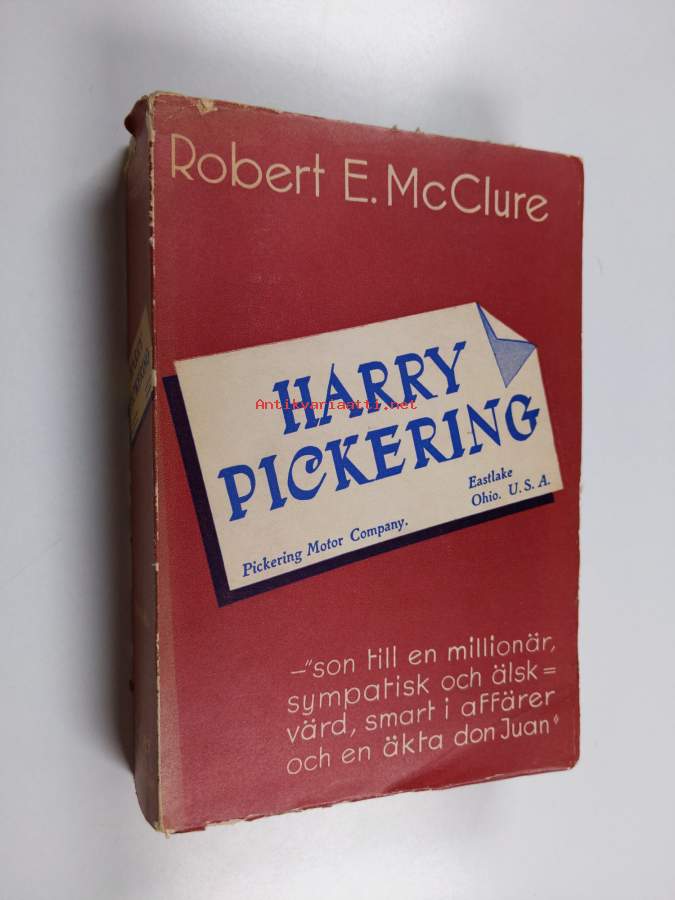 Robert E. McClure
HARRY
Antikvariaatti.net
PICKERING
Eastlake
Ohio. U. S. A.
Pickering Motor Company.
—"son till en millionär,
sympatisk och älsk=
värd, smart i affärer
och en äkta don Juan"